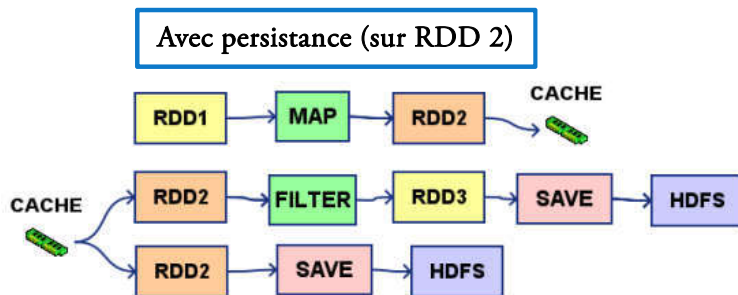 Avec persistance (sur RDD 2)
CACHE
RDD1 MAP RDD2
RDD2 FILTER RDD3 SAVE HDFS
CACHE
RDD2 SAVE HDFS